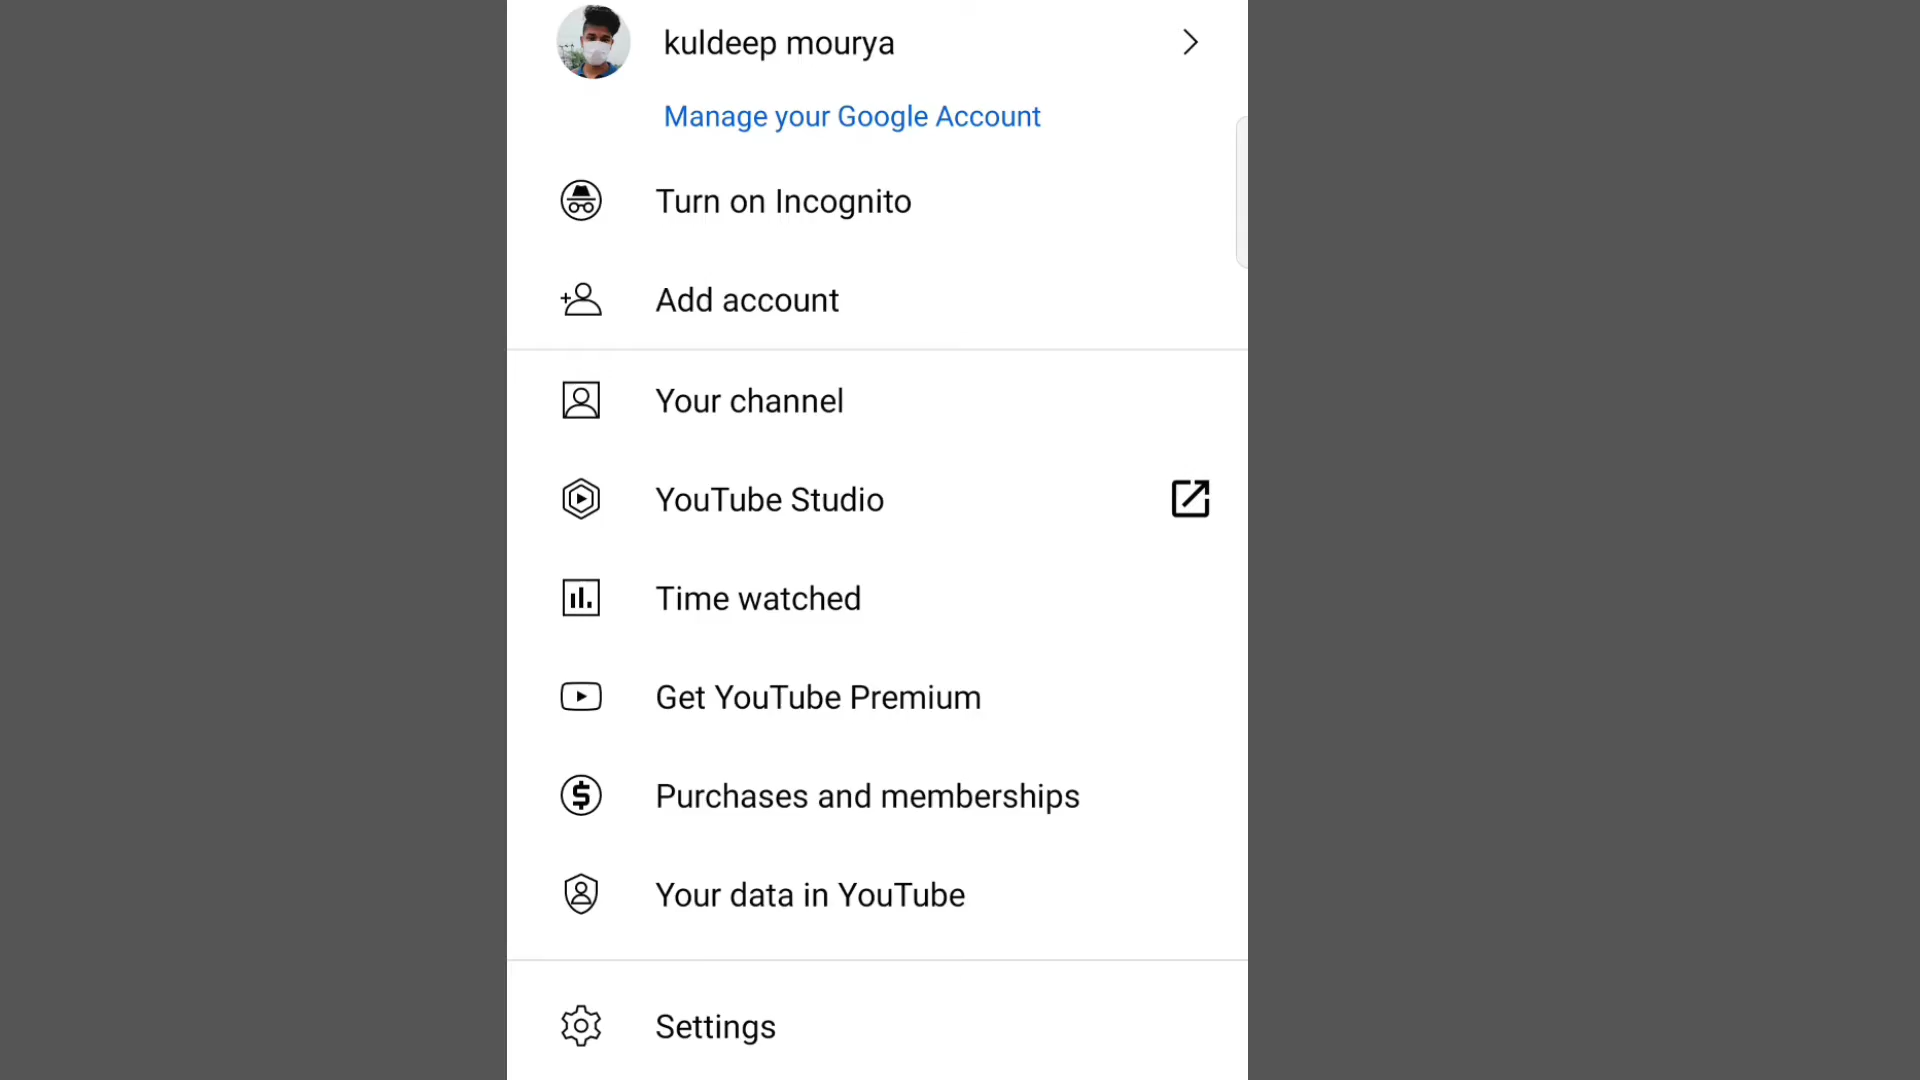 kuldeep mourya
Manage your Google Account
Turn on Incognito
Add account
Your channel
YouTube Studio
Time watched
Get YouTube Premium
Purchases and memberships
Your data in YouTube
Settings